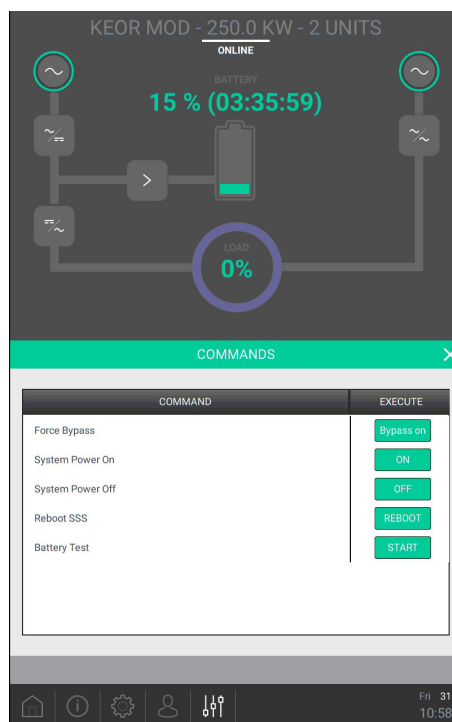 KEOR MOD - 250.0 KW - 2 UNITS
ONLINE
BATTERY
15 % (03:35:59)
LOAD
0%
COMMANDS
COMMAND EXECUTE
Force Bypass Bypass on
System Power On ON
System Power Off OFF
Reboot SSS REBOOT
Battery Test START
Fri 31
10:58